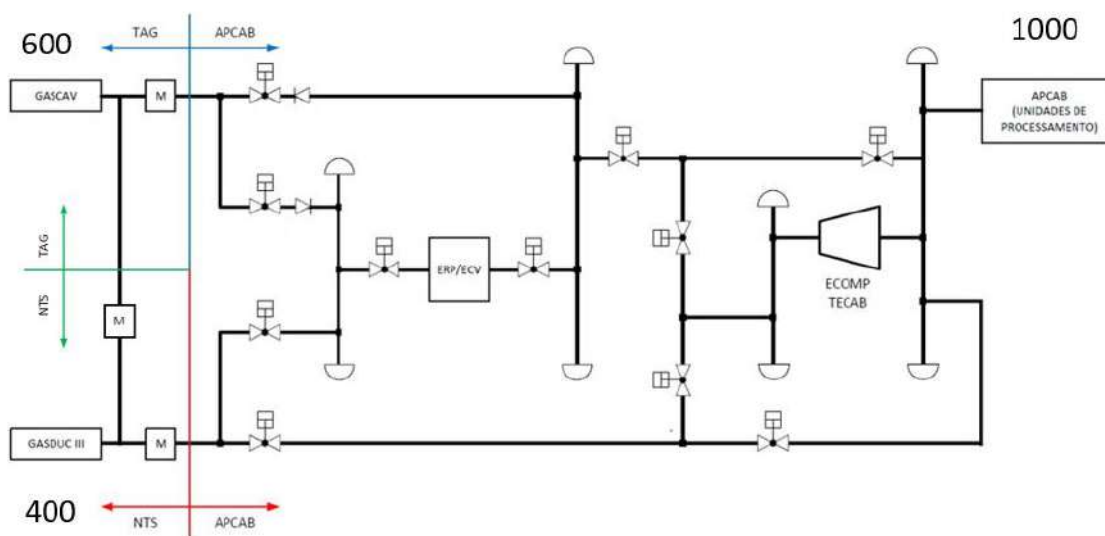 600
TAG
APCAB
1000
GASCAV
M
APCAB
(UNIDADES DE
PROCESSAMENTO)
TAG
NTS
M
ERP/ECV
ECOMP
TECAB
GASDUC III
M
400
NTS
APCAB